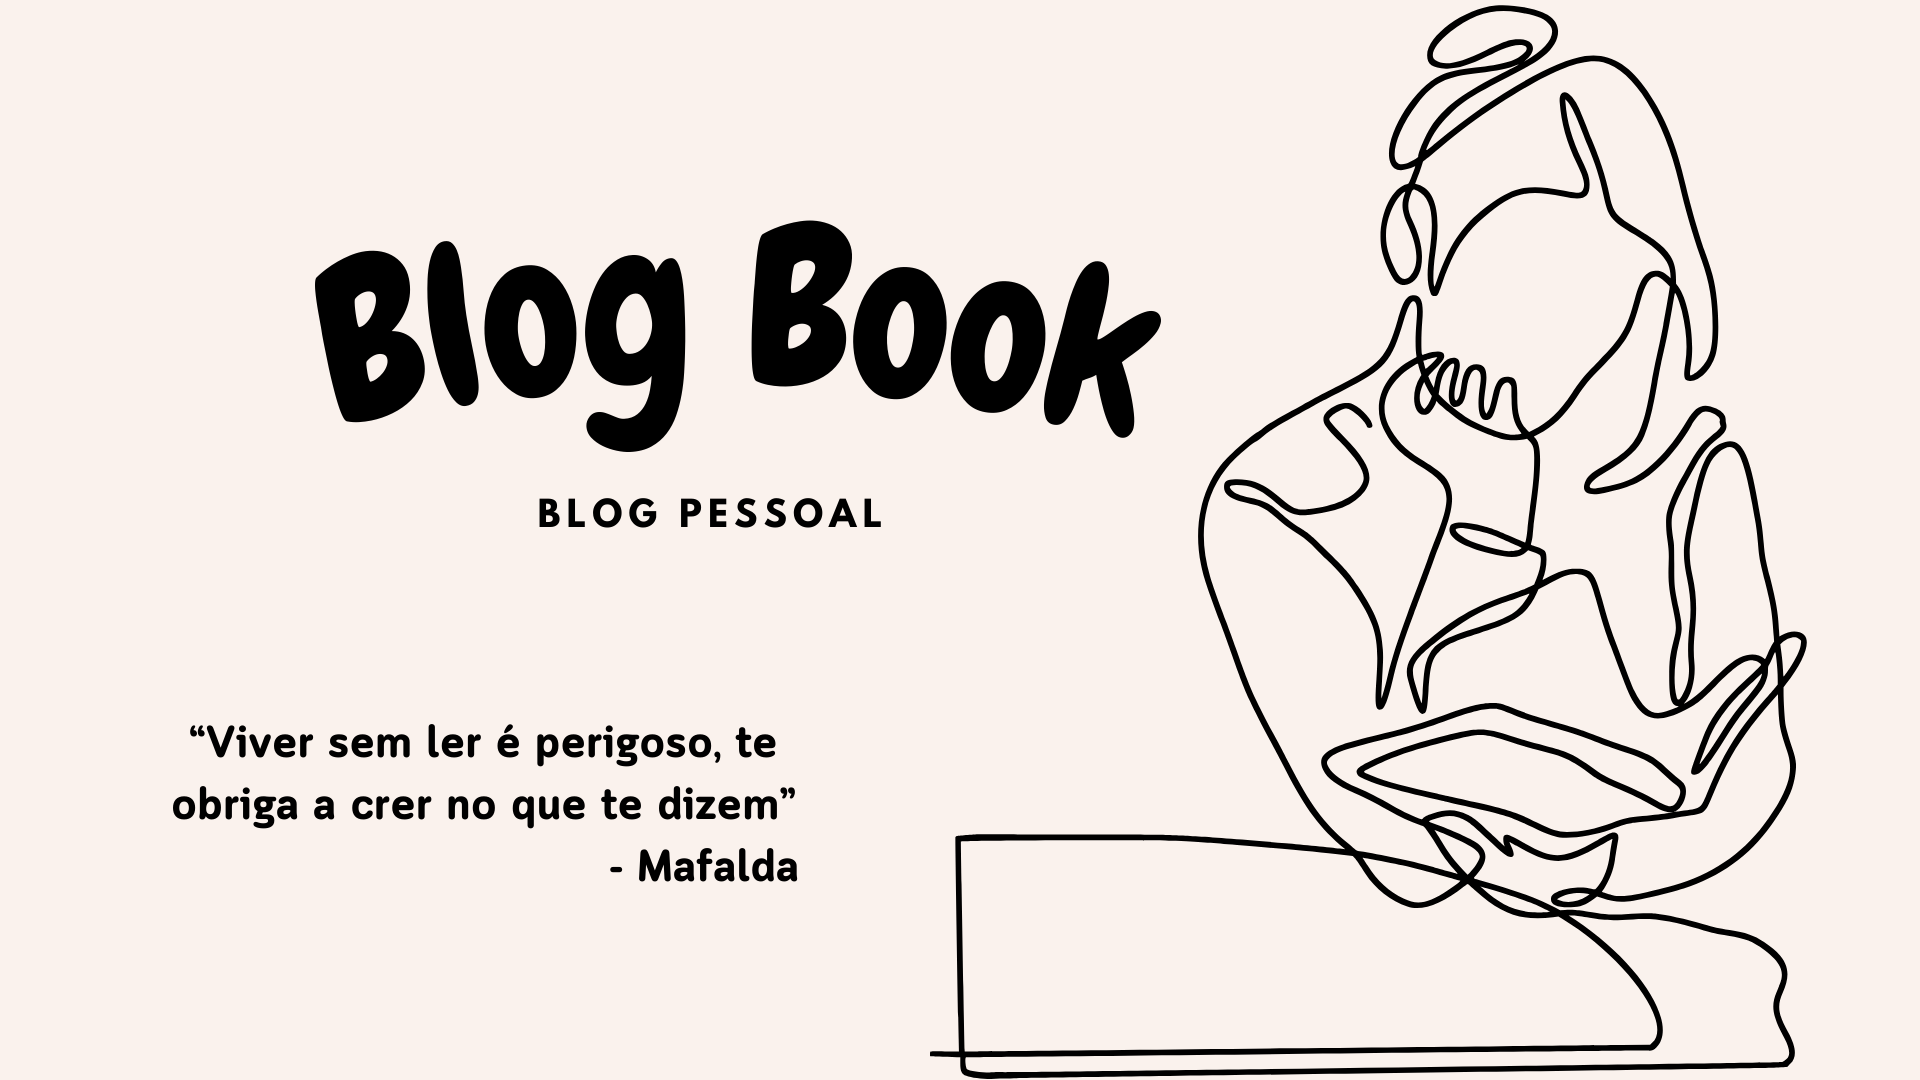 Blog Book
BLOG PESSOAL
“Viver sem ler é perigoso, te
obriga a crer no que te dizem”
- Mafalda